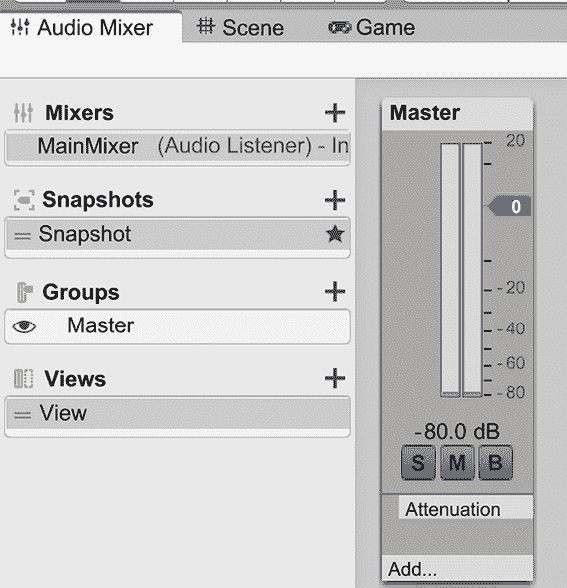 Audio Mixer Scene Game
Mixers
MainMixer (Audio Listener) - In
Snapshots
Snapshot
Groups
Master
Views
View
Master
20
0
-20
-40
-60
-80
-80.0 dB
S M B
Attenuation
Add...